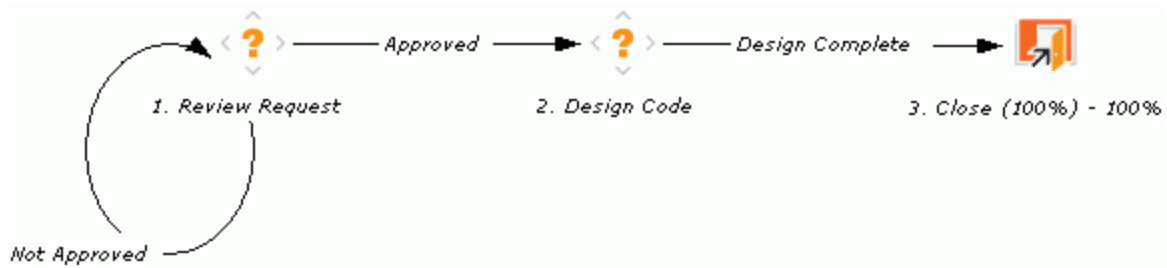 Approved
Design Complete
1. Review Request
2. Design Code
3. Close (100%) - 100%
Not Approved